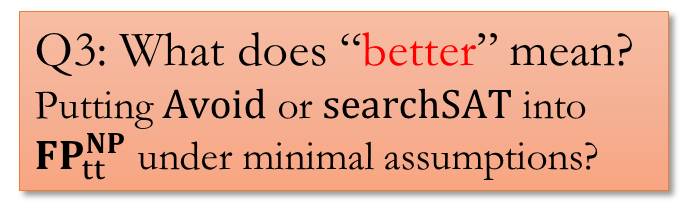 Q3: What does “better” mean?
Putting Avoid or searchSAT into
FP_tt^NP under minimal assumptions?